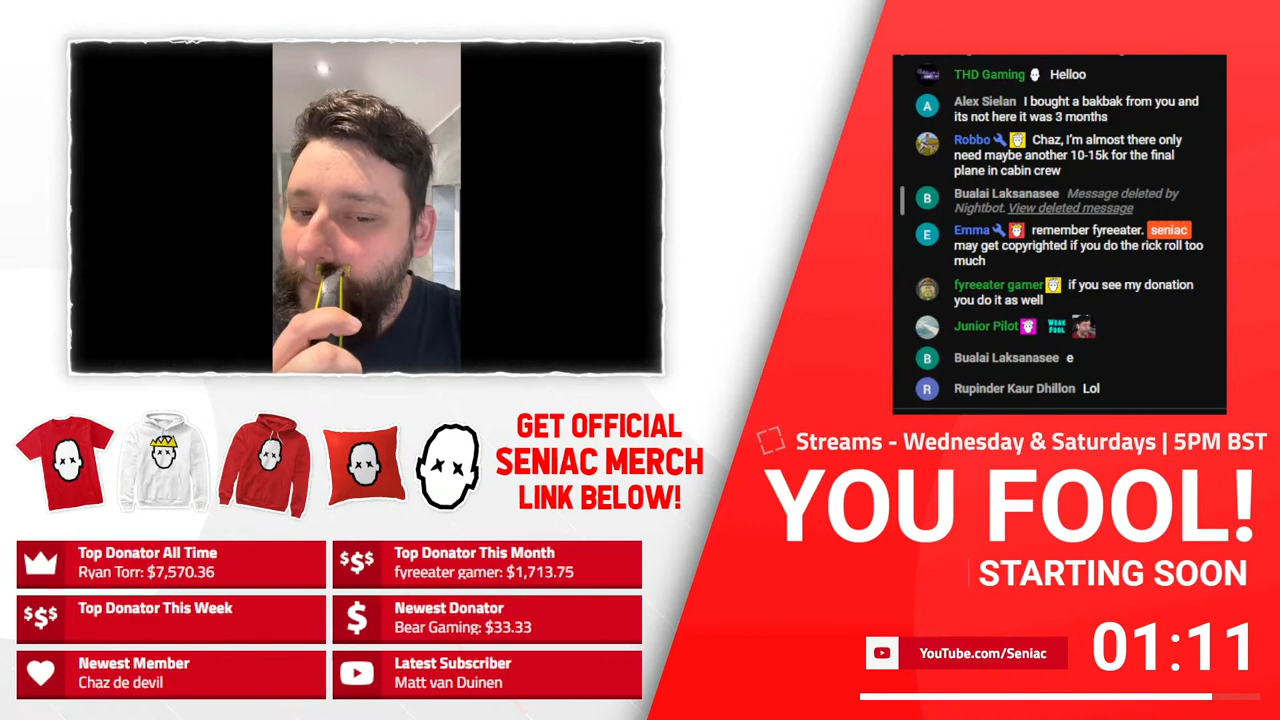 THD Gaming Helloo
A Alex Sielan I bought a bakbak from you and
its not here it was 3 months
Robbo Chaz, I'm almost there only
need maybe another 10-15k for the final
plane in cabin crew
B Bualai Laksanasee Message deleted by
Nightbot. View deleted message
E Emma remember fyreeater. seniac
may get copyrighted if you do the rick roll too
much
fyreeater gamer if you see my donation
you do it as well
Junior Pilot WEAK
FOOL
B Bualai Laksanasee e
R Rupinder Kaur Dhillon Lol
GET OFFICIAL
SENIAC MERCH
LINK BELOW!
Streams - Wednesday & Saturdays | 5PM BST
YOU FOOL!
STARTING SOON
Top Donator All Time
Ryan Torr: $7,570.36
$$$ Top Donator This Month
fyreeater gamer: $1,713.75
$$$ Top Donator This Week
$ Newest Donator
Bear Gaming: $33.33
Newest Member
Chaz de devil
Latest Subscriber
Matt van Duinen
YouTube.com/Seniac
01:11